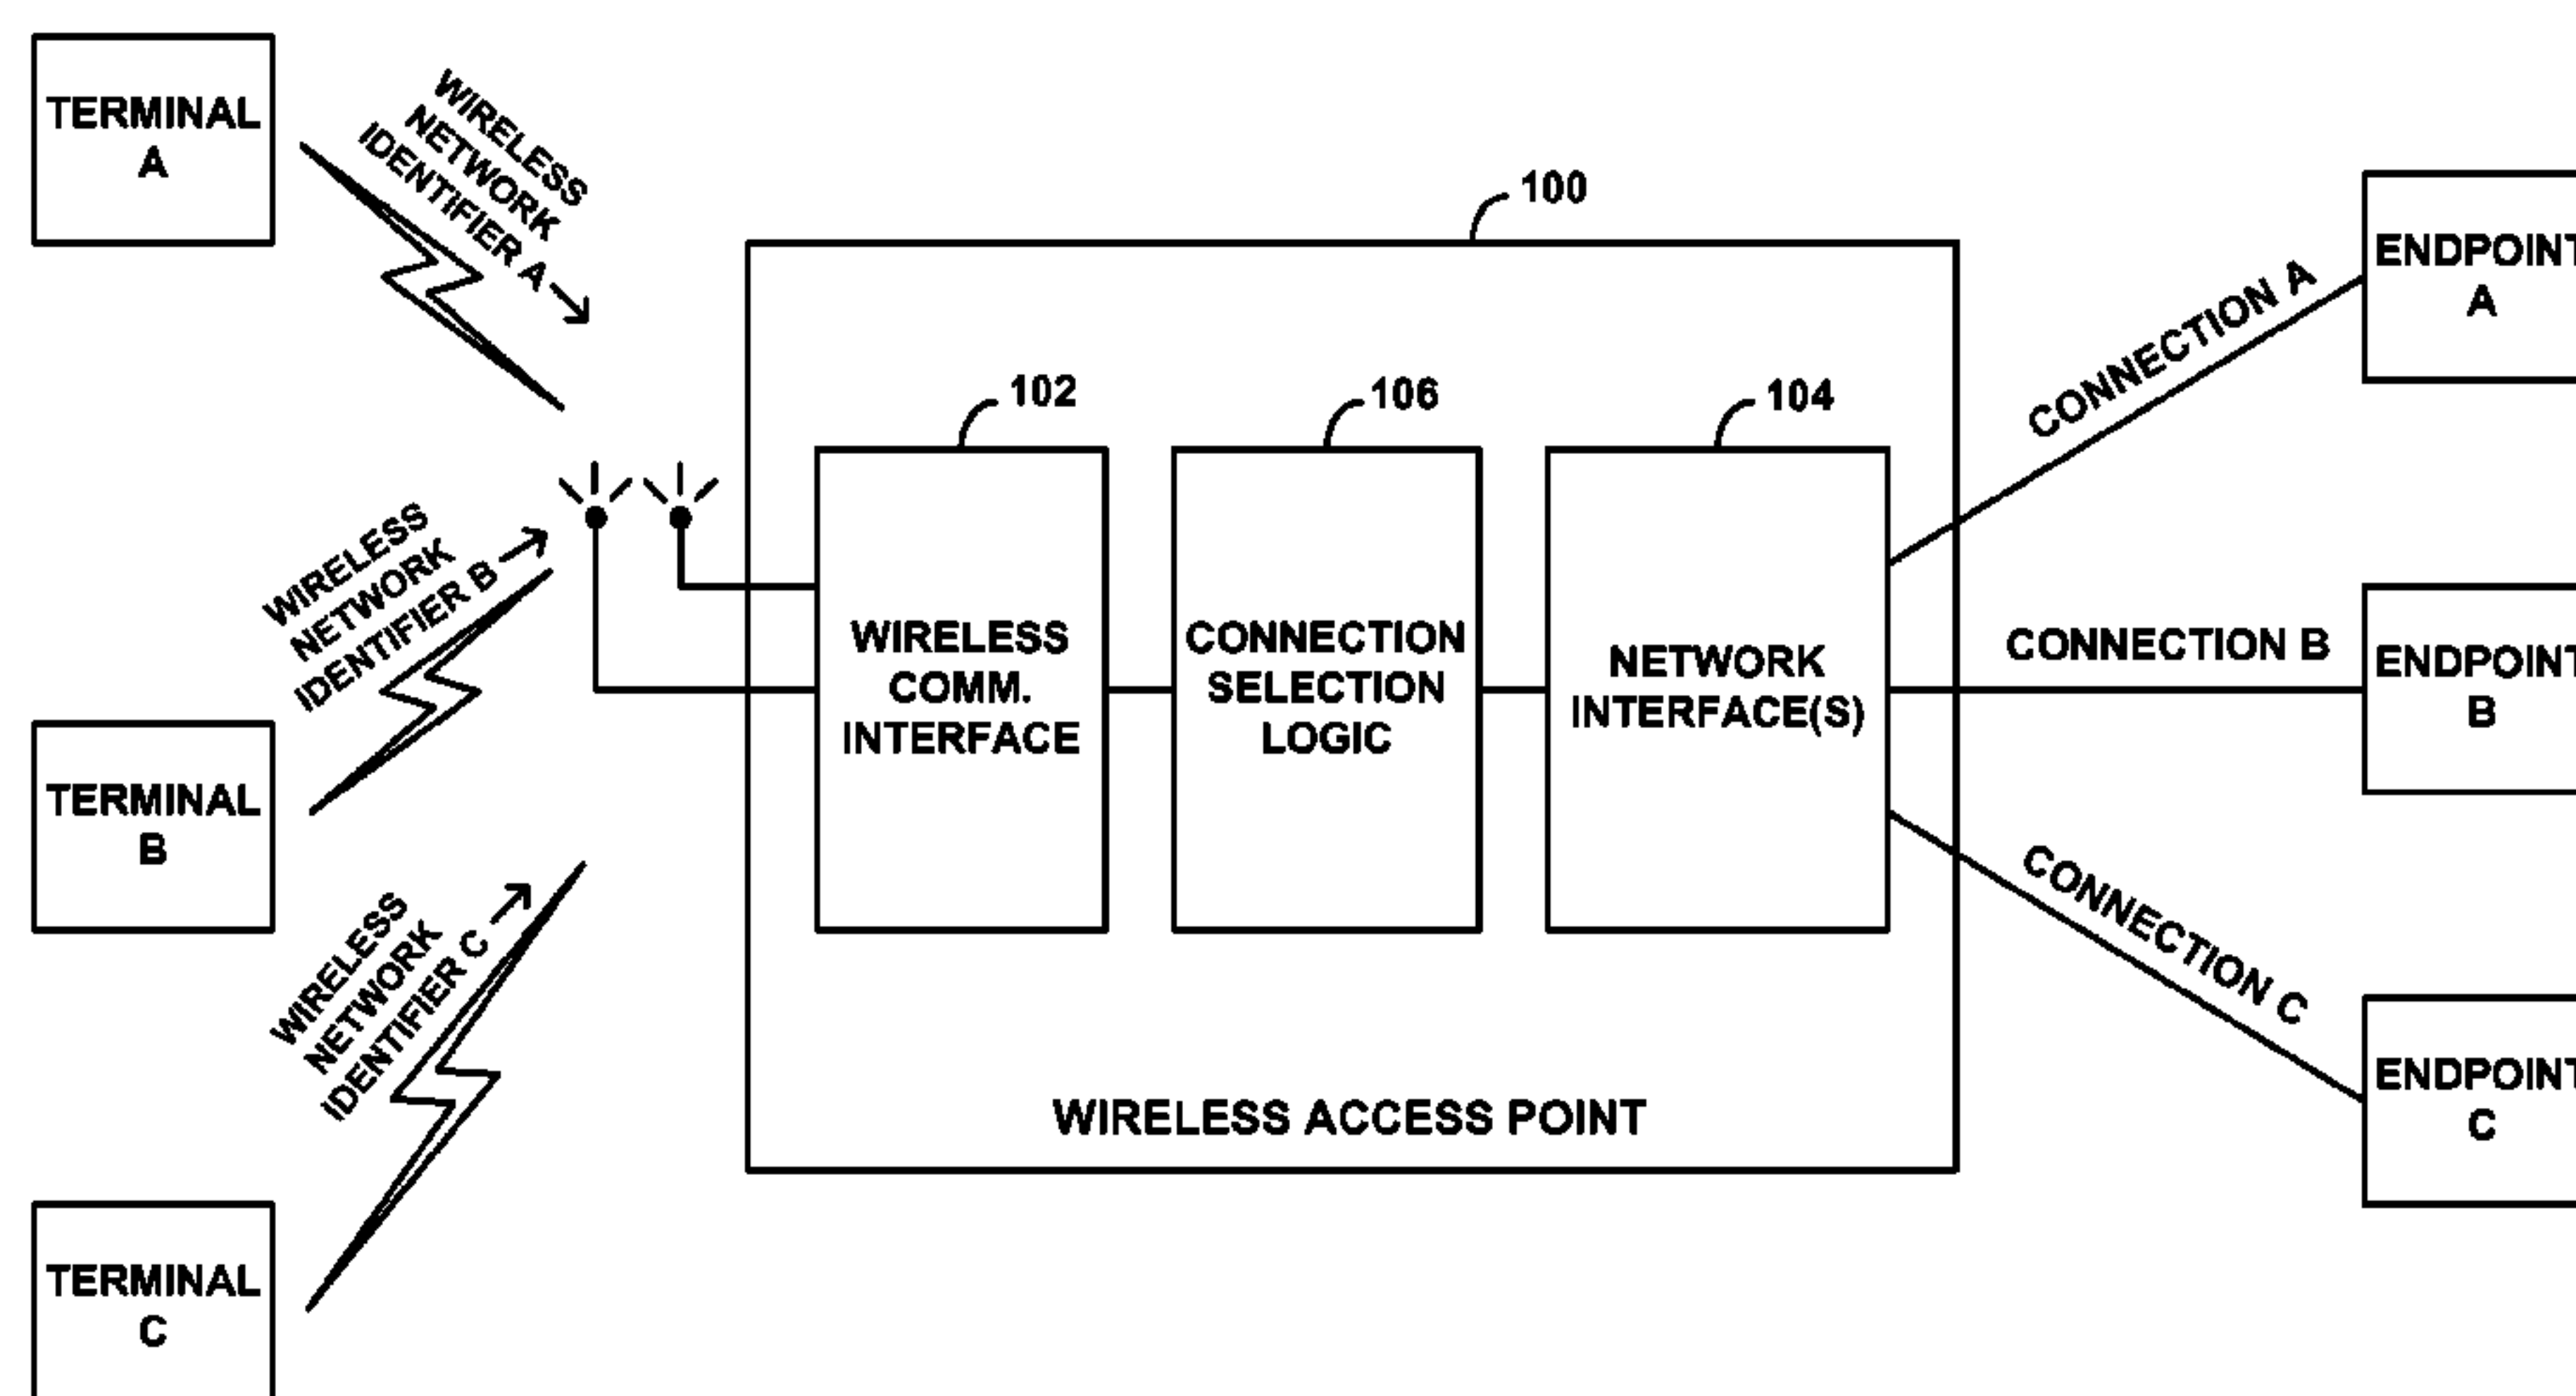 TERMINAL
A
WIRELESS
NETWORK
IDENTIFIER A
100
ENDPOINT
A
CONNECTION A
102
106
104
WIRELESS
NETWORK
IDENTIFIER B
WIRELESS
COMM.
INTERFACE
CONNECTION
SELECTION
LOGIC
NETWORK
INTERFACE(S)
CONNECTION B
ENDPOINT
B
TERMINAL
B
WIRELESS
NETWORK
IDENTIFIER C
CONNECTION C
ENDPOINT
C
WIRELESS ACCESS POINT
TERMINAL
C